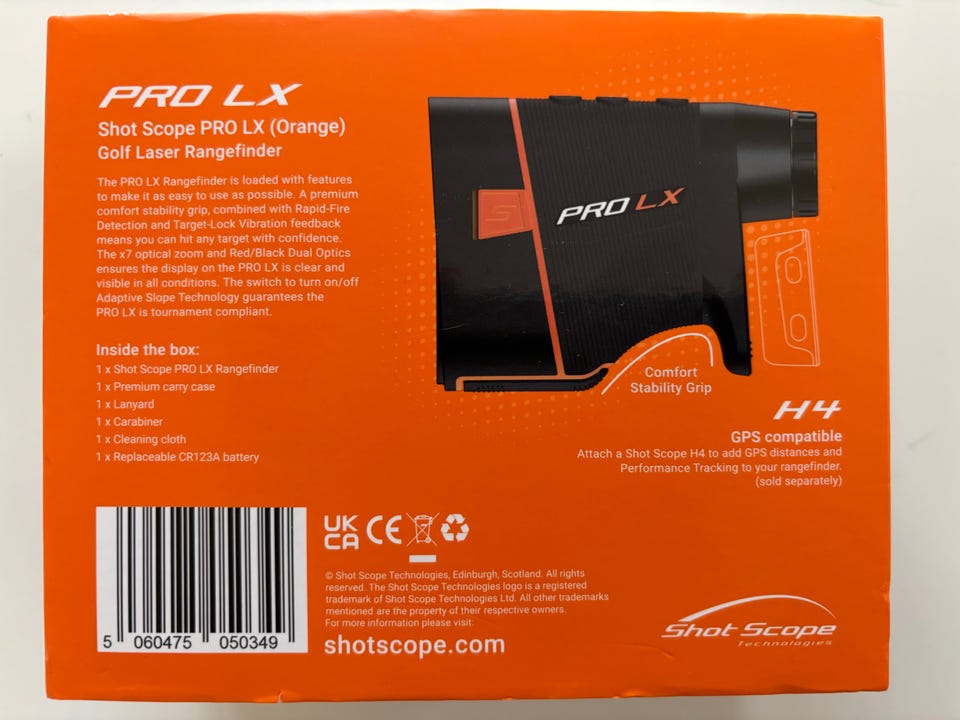 PRO LX
Shot Scope PRO LX (Orange)
Golf Laser Rangefinder
The PRO LX Rangefinder is loaded with features
to make it as easy to use as possible. A premium
comfort stability grip, combined with Rapid-Fire
Detection and Target-Lock Vibration feedback
means you can hit any target with confidence.
The x7 optical zoom and Red/Black Dual Optics
ensures the display on the PRO LX is clear and
visible in all conditions. The switch to turn on/off
Adaptive Slope Technology guarantees the
PRO LX is tournament compliant.
Inside the box:
1 x Shot Scope PRO LX Rangefinder
1 x Premium carry case
1 x Lanyard
1 x Carabiner
1 x Cleaning cloth
1 x Replaceable CR123A battery
S
PRO LX
Comfort
Stability Grip
H4
GPS compatible
Attach a Shot Scope H4 to add GPS distances and
Performance Tracking to your rangefinder.
(sold separately)
5 060475 050349
UK
CA
CE
© Shot Scope Technologies, Edinburgh, Scotland. All rights
reserved. The Shot Scope Technologies logo is a registered
trademark of Shot Scope Technologies Ltd. All other trademarks
mentioned are the property of their respective owners.
For more information please visit:
shotscope.com
Shot Scope
Technologies